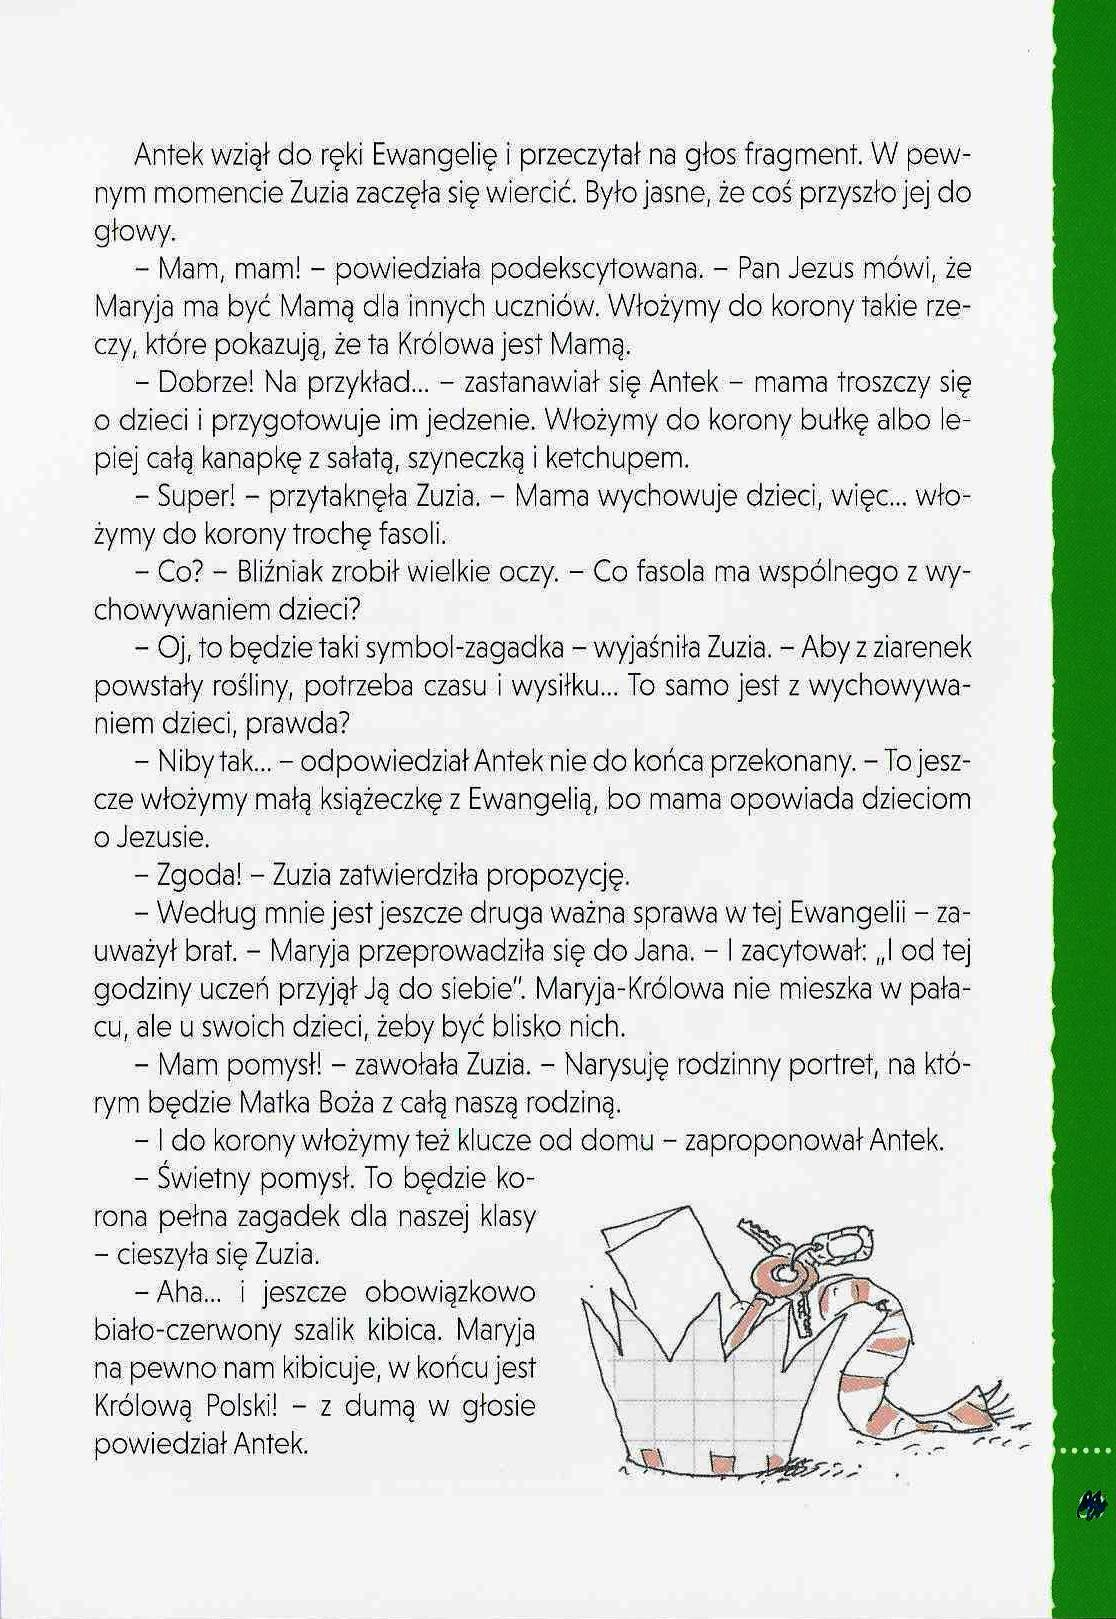 Antek wziął do ręki Ewangelię i przeczytał na głos fragment. W pew-
nym momencie Zuzia zaczęła się wiercić. Było jasne, że coś przyszło jej do
głowy.
– Mam, mam! – powiedziała podekscytowana. – Pan Jezus mówi, że
Maryja ma być Mamą dla innych uczniów. Włożymy do korony takie rze-
czy, które pokazują, że ta Królowa jest Mamą.
– Dobrze! Na przykład... – zastanawiał się Antek – mama troszczy się
o dzieci i przygotowuje im jedzenie. Włożymy do korony bułkę albo le-
piej całą kanapkę z sałatą, szyneczką i ketchupem.
– Super! – przytaknęła Zuzia. – Mama wychowuje dzieci, więc... wło-
żymy do korony trochę fasoli.
– Co? – Bliźniak zrobił wielkie oczy. – Co fasola ma wspólnego z wy-
chowywaniem dzieci?
– Oj, to będzie taki symbol-zagadka – wyjaśniła Zuzia. – Aby z ziarenek
powstały rośliny, potrzeba czasu i wysiłku... To samo jest z wychowywa-
niem dzieci, prawda?
– Niby tak... – odpowiedział Antek nie do końca przekonany. – To jesz-
cze włożymy małą książeczkę z Ewangelią, bo mama opowiada dzieciom
o Jezusie.
– Zgoda! – Zuzia zatwierdziła propozycję.
– Według mnie jest jeszcze druga ważna sprawa w tej Ewangelii – za-
uważył brat. – Maryja przeprowadziła się do Jana. – I zacytował: „I od tej
godziny uczeń przyjął Ją do siebie". Maryja-Królowa nie mieszka w pała-
cu, ale u swoich dzieci, żeby być blisko nich.
– Mam pomysł! – zawołała Zuzia. – Narysuję rodzinny portret, na któ-
rym będzie Matka Boża z całą naszą rodziną.
– I do korony włożymy też klucze od domu – zaproponował Antek.
– Świetny pomysł. To będzie ko-
rona pełna zagadek dla naszej klasy
– cieszyła się Zuzia.
– Aha... i jeszcze obowiązkowo
biało-czerwony szalik kibica. Maryja
na pewno nam kibicuje, w końcu jest
Królową Polski! – z dumą w głosie
powiedział Antek.